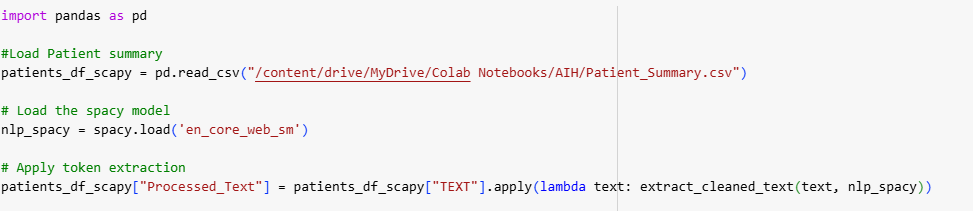 import pandas as pd
#Load Patient summary
patients_df_scapy = pd.read_csv("/content/drive/MyDrive/Colab Notebooks/AIH/Patient_Summary.csv")
# Load the spacy model
nlp_spacy = spacy.load('en_core_web_sm')
# Apply token extraction
patients_df_scapy["Processed_Text"] = patients_df_scapy["TEXT"].apply(lambda text: extract_cleaned_text(text, nlp_spacy))